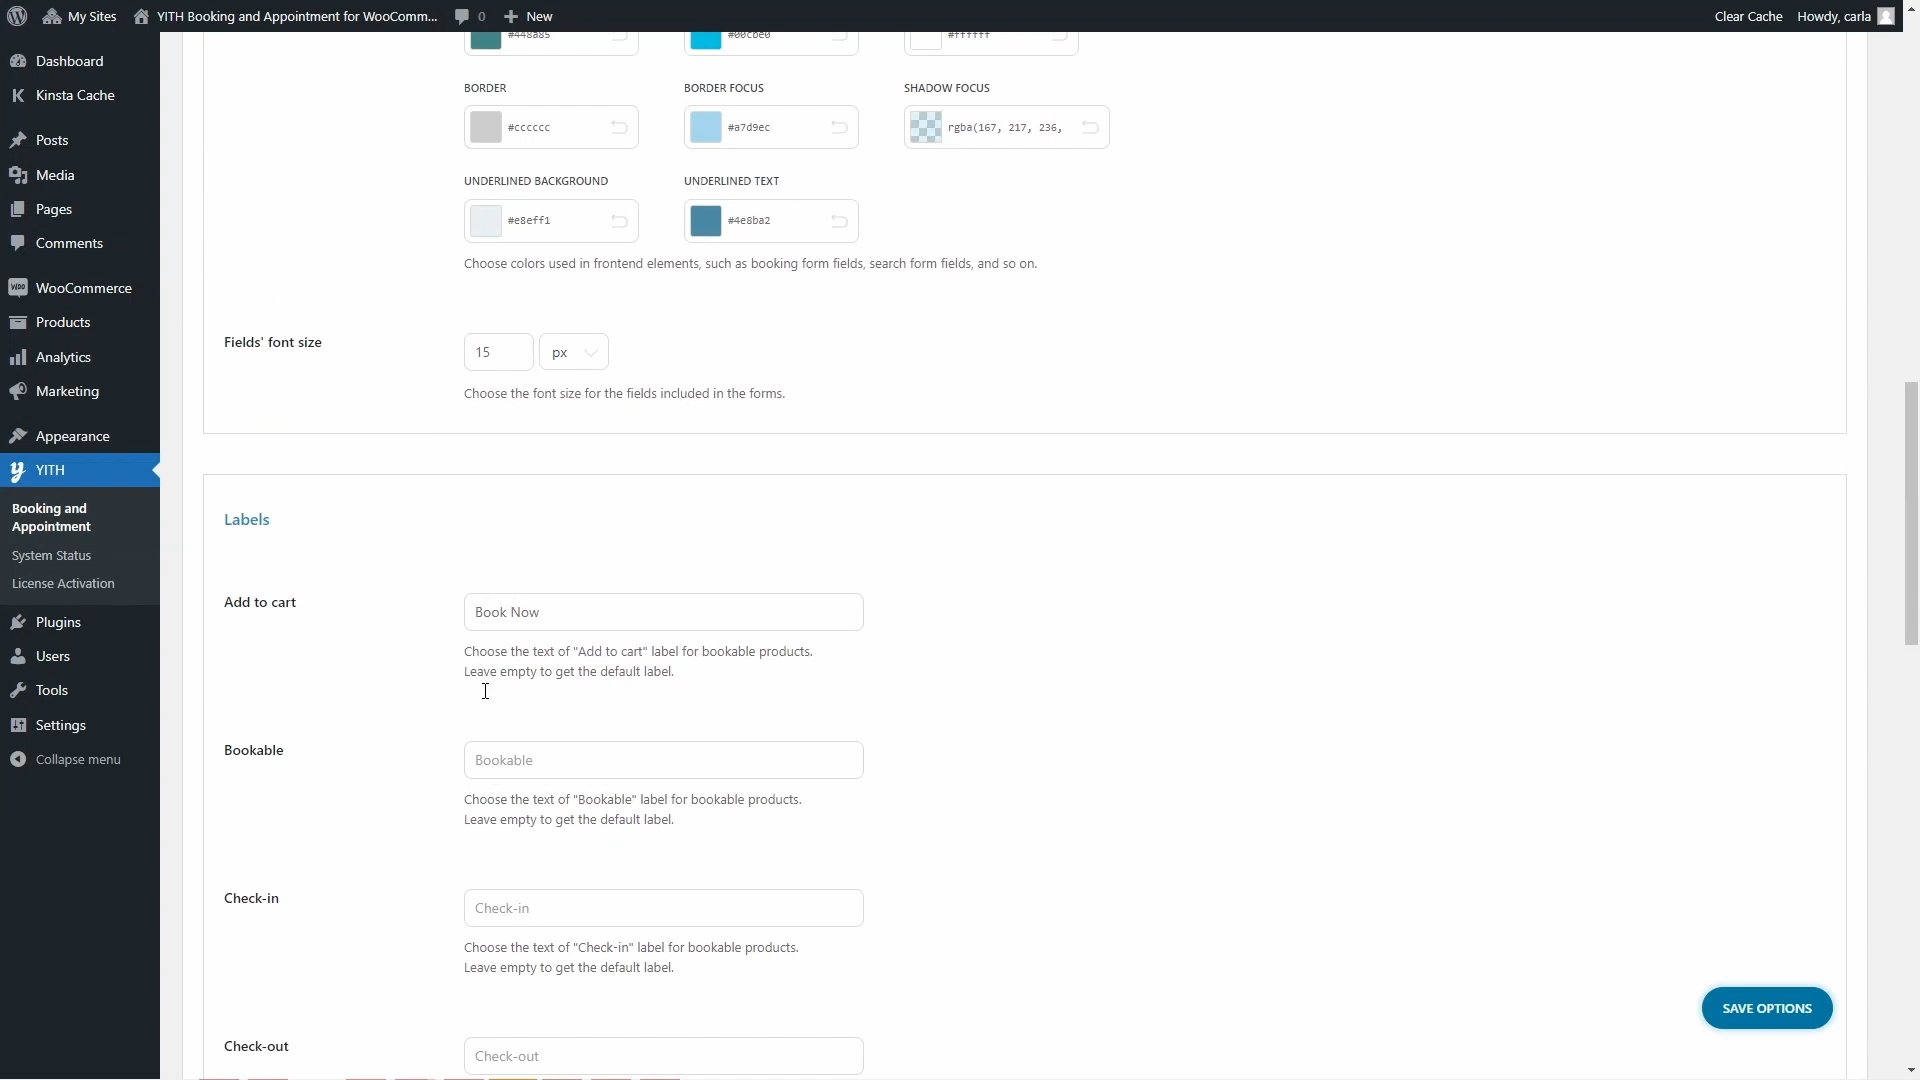 My Sites
YITH Booking and Appointment for WooComm...
0
New
Clear Cache
Howdy, carla
Dashboard
Kinsta Cache
Posts
Media
Pages
Comments
WooCommerce
Products
Analytics
Marketing
Appearance
YITH
Booking and
Appointment
System Status
License Activation
Plugins
Users
Tools
Settings
Collapse menu
#448a85
#00cbe0
#ffffff
BORDER
BORDER FOCUS
SHADOW FOCUS
#cccccc
#a7d9ec
rgba(167, 217, 236,
UNDERLINED BACKGROUND
UNDERLINED TEXT
#e8eff1
#4e8ba2
Choose colors used in frontend elements, such as booking form fields, search form fields, and so on.
Fields' font size
15
px
Choose the font size for the fields included in the forms.
Labels
Add to cart
Book Now
Choose the text of "Add to cart" label for bookable products.
Leave empty to get the default label.
Bookable
Bookable
Choose the text of "Bookable" label for bookable products.
Leave empty to get the default label.
Check-in
Check-in
Choose the text of "Check-in" label for bookable products.
Leave empty to get the default label.
Check-out
Check-out
SAVE OPTIONS